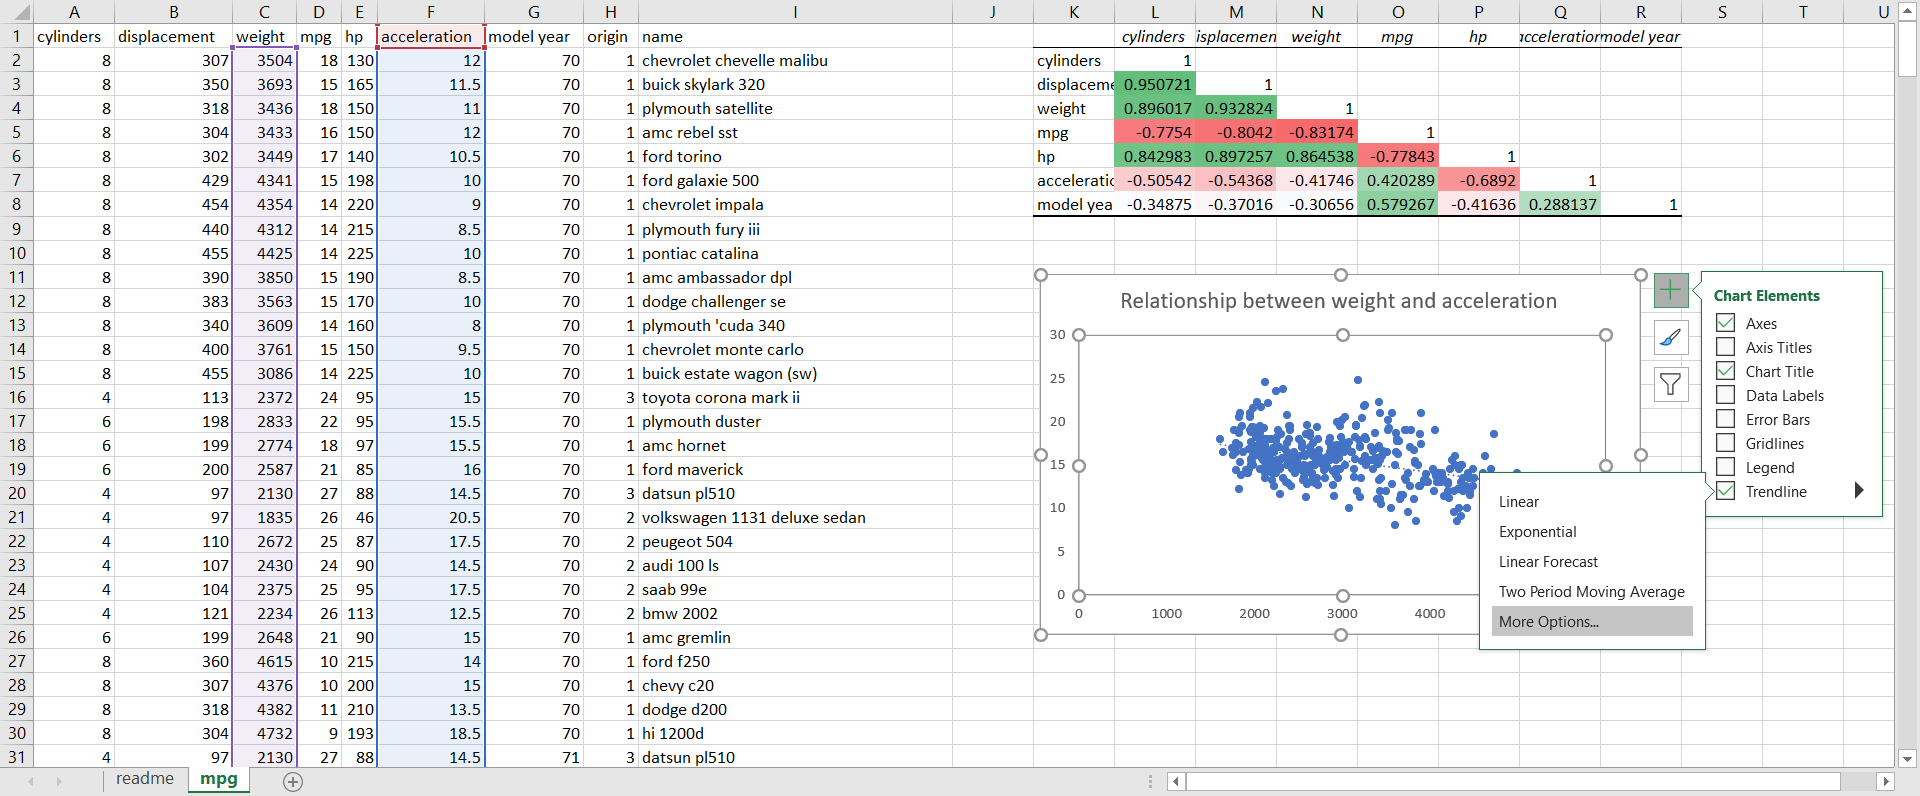 A B C D E F G H I J K L M N O P Q R S T U
1 cylinders displacement weight mpg hp acceleration model year origin name cylinders isplacemen weight mpg hp cceleration model year
2 8 307 3504 18 130 12 70 1 chevrolet chevelle malibu cylinders 1
3 8 350 3693 15 165 11.5 70 1 buick skylark 320 displaceme 0.950721 1
4 8 318 3436 18 150 11 70 1 plymouth satellite weight 0.896017 0.932824 1
5 8 304 3433 16 150 12 70 1 amc rebel sst mpg -0.7754 -0.8042 -0.83174 1
6 8 302 3449 17 140 10.5 70 1 ford torino hp 0.842983 0.897257 0.864538 -0.77843 1
7 8 429 4341 15 198 10 70 1 ford galaxie 500 acceleratic -0.50542 -0.54368 -0.41746 0.420289 -0.6892 1
8 8 454 4354 14 220 9 70 1 chevrolet impala model yea -0.34875 -0.37016 -0.30656 0.579267 -0.41636 0.288137 1
9 8 440 4312 14 215 8.5 70 1 plymouth fury iii
10 8 455 4425 14 225 10 70 1 pontiac catalina
11 8 390 3850 15 190 8.5 70 1 amc ambassador dpl
12 8 383 3563 15 170 10 70 1 dodge challenger se
13 8 340 3609 14 160 8 70 1 plymouth 'cuda 340
14 8 400 3761 15 150 9.5 70 1 chevrolet monte carlo
15 8 455 3086 14 225 10 70 1 buick estate wagon (sw)
16 4 113 2372 24 95 15 70 3 toyota corona mark ii
17 6 198 2833 22 95 15.5 70 1 plymouth duster
18 6 199 2774 18 97 15.5 70 1 amc hornet
19 6 200 2587 21 85 16 70 1 ford maverick
20 4 97 2130 27 88 14.5 70 3 datsun pl510
21 4 97 1835 26 46 20.5 70 2 volkswagen 1131 deluxe sedan
22 4 110 2672 25 87 17.5 70 2 peugeot 504
23 4 107 2430 24 90 14.5 70 2 audi 100 ls
24 4 104 2375 25 95 17.5 70 2 saab 99e
25 4 121 2234 26 113 12.5 70 2 bmw 2002
26 6 199 2648 21 90 15 70 1 amc gremlin
27 8 360 4615 10 215 14 70 1 ford f250
28 8 307 4376 10 200 15 70 1 chevy c20
29 8 318 4382 11 210 13.5 70 1 dodge d200
30 8 304 4732 9 193 18.5 70 1 hi 1200d
31 4 97 2130 27 88 14.5 71 3 datsun pl510
Relationship between weight and acceleration
30
25
20
15
10
5
0
0 1000 2000 3000 4000
Chart Elements
Axes
Axis Titles
Chart Title
Data Labels
Error Bars
Gridlines
Legend
Trendline
Linear
Exponential
Linear Forecast
Two Period Moving Average
More Options...
readme mpg